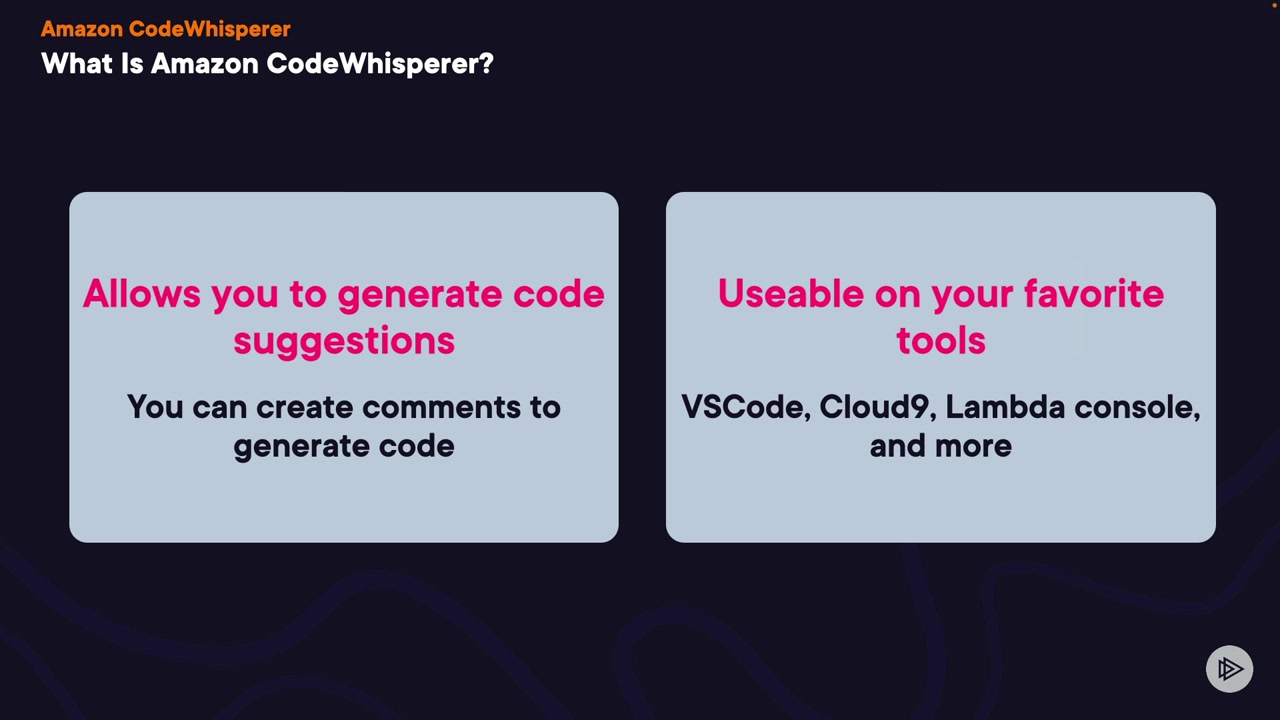 Amazon CodeWhisperer
What Is Amazon CodeWhisperer?
Allows you to generate code
suggestions
You can create comments to
generate code
Useable on your favorite
tools
VSCode, Cloud9, Lambda console,
and more